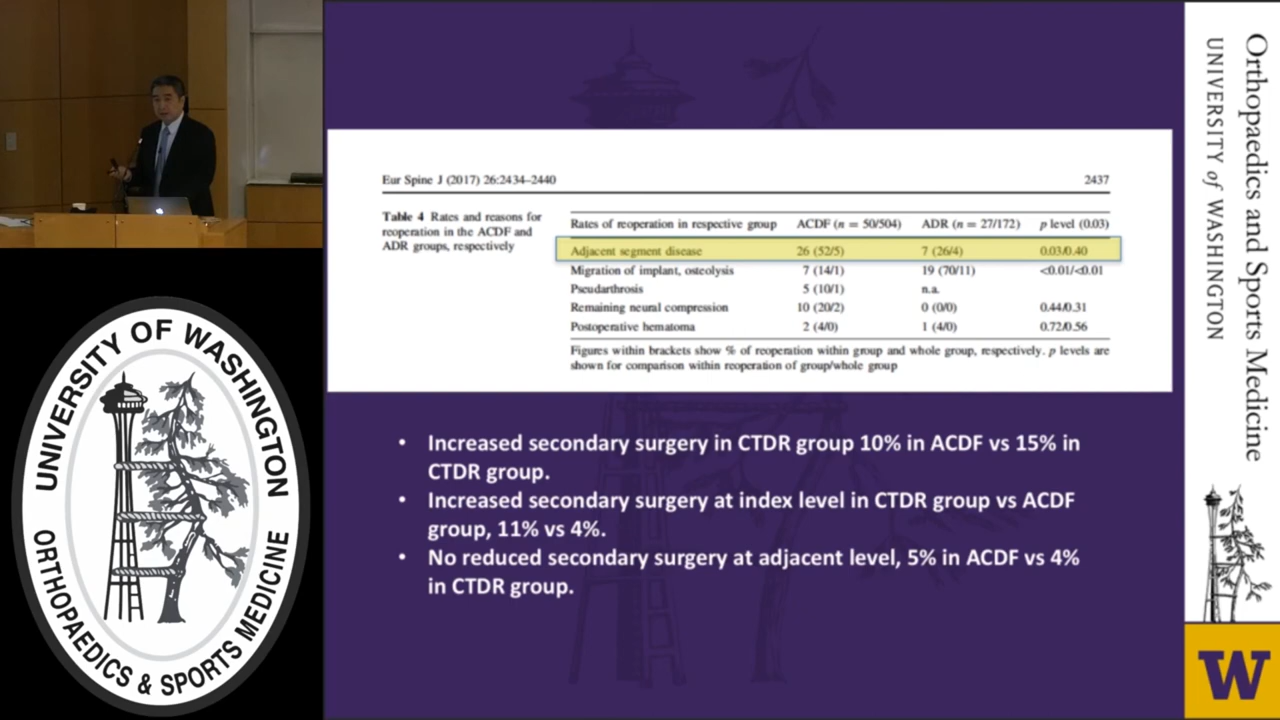 Eur Spine J (2017) 26:2434–2440
2437
Table 4 Rates and reasons for
reoperation in the ACDF and
ADR groups, respectively
Rates of reoperation in respective group ACDF (n = 50/504) ADR (n = 27/172) p level (0.03)
Adjacent segment disease 26 (52/5) 7 (26/4) 0.03/0.40
Migration of implant, osteolysis 7 (14/1) 19 (70/11) <0.01/<0.01
Pseudarthrosis 5 (10/1) n.a.
Remaining neural compression 10 (20/2) 0 (0/0) 0.44/0.31
Postoperative hematoma 2 (4/0) 1 (4/0) 0.72/0.56
Figures within brackets show % of reoperation within group and whole group, respectively. p levels are
shown for comparison within reoperation of group/whole group
• Increased secondary surgery in CTDR group 10% in ACDF vs 15% in
CTDR group.
• Increased secondary surgery at index level in CTDR group vs ACDF
group, 11% vs 4%.
• No reduced secondary surgery at adjacent level, 5% in ACDF vs 4%
in CTDR group.
UNIVERSITY OF WASHINGTON
ORTHOPAEDICS & SPORTS MEDICINE
Orthopaedics and Sports Medicine
UNIVERSITY of WASHINGTON
W